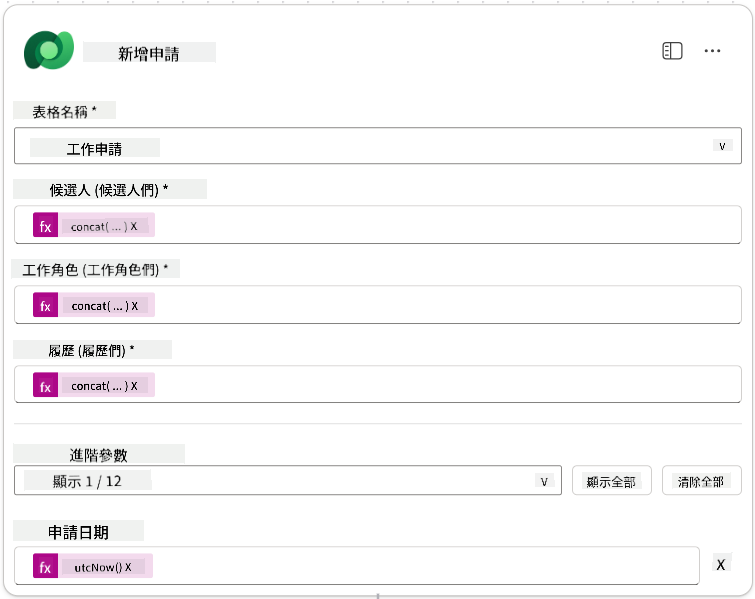 新增申請
表格名稱 *
工作申請 v
候選人 (候選人們) *
fx concat( ... ) X
工作角色 (工作角色們) *
fx concat( ... ) X
履歷 (履歷們) *
fx concat( ... ) X
進階參數
顯示 1 / 12 v 顯示全部 清除全部
申請日期
fx utcNow() X X